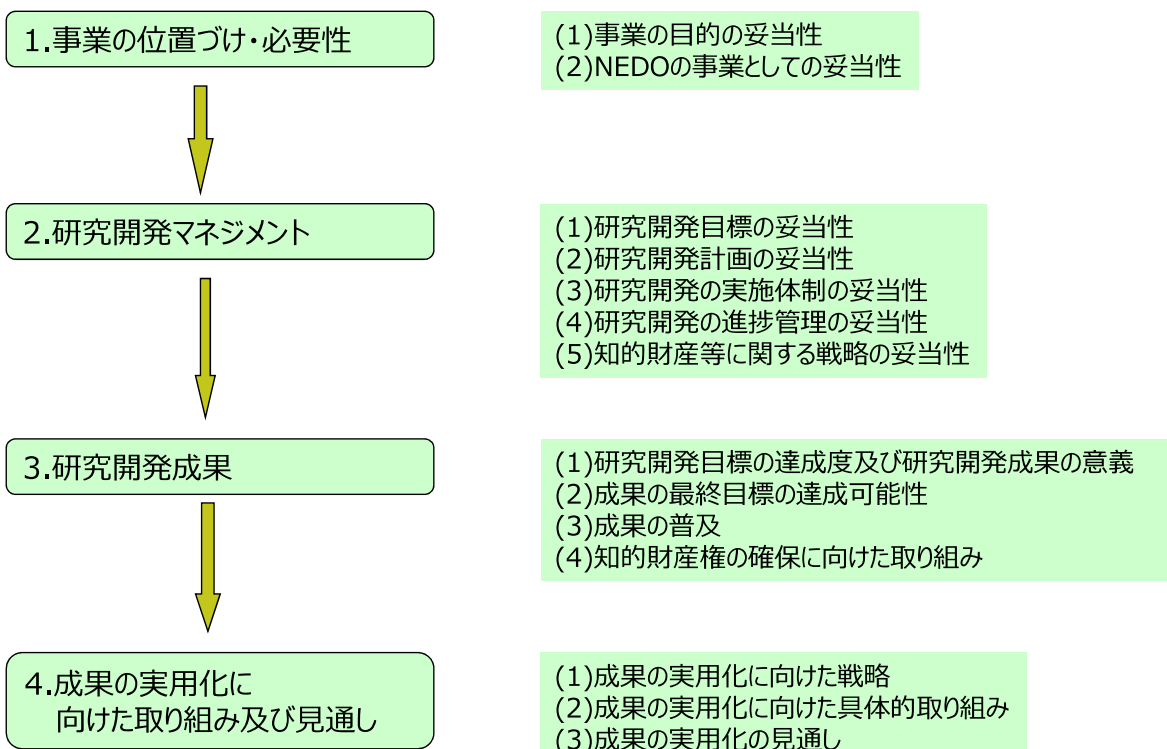 1.事業の位置づけ・必要性
(1)事業の目的の妥当性
(2)NEDOの事業としての妥当性
2.研究開発マネジメント
(1)研究開発目標の妥当性
(2)研究開発計画の妥当性
(3)研究開発の実施体制の妥当性
(4)研究開発の進捗管理の妥当性
(5)知的財産等に関する戦略の妥当性
3.研究開発成果
(1)研究開発目標の達成度及び研究開発成果の意義
(2)成果の最終目標の達成可能性
(3)成果の普及
(4)知的財産権の確保に向けた取り組み
4.成果の実用化に
向けた取り組み及び見通し
(1)成果の実用化に向けた戦略
(2)成果の実用化に向けた具体的取り組み
(3)成果の実用化の見通し